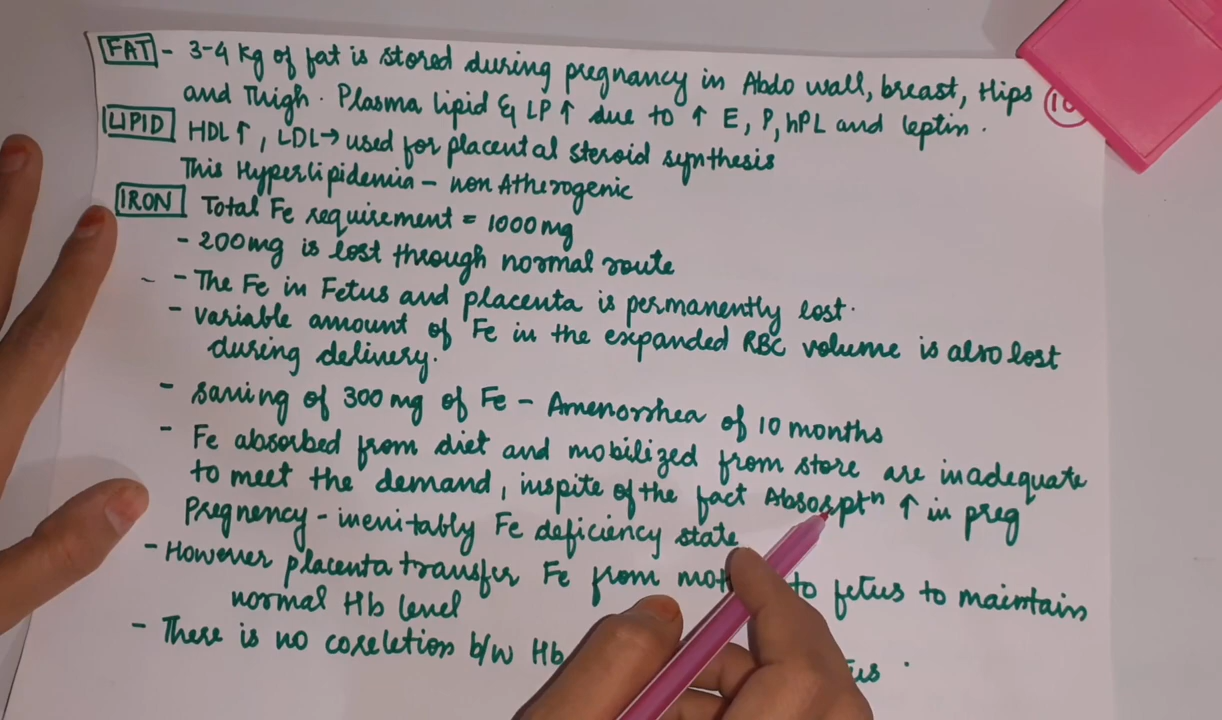 FAT - 3-4 kg of fat is stored during pregnancy in Abdo wall, breast, Hips
and Thigh. Plasma lipid & LP ↑ due to ↑ E, P, hPL and leptin.
LIPID HDL↑, LDL→ used for placental steroid synthesis
This Hyperlipidemia - non Atherogenic
IRON Total Fe requisement = 1000mg
- 200mg is lost through normal route
- The Fe in Fetus and placenta is permanently lost.
- variable amount of Fe in the expanded RBC volume is also lost
during delivery.
- saving of 300 mg of Fe - Amenorrhea of 10 months
- Fe absorbed from diet and mobilized from store are inadequate
to meet the demand, inspite of the fact Absorptⁿ ↑ in preg
Pregnency - inevitably Fe deficiency state
- However placenta transfer Fe from to fetus to maintain
normal Hb level
- There is no coreletion b/w Hb